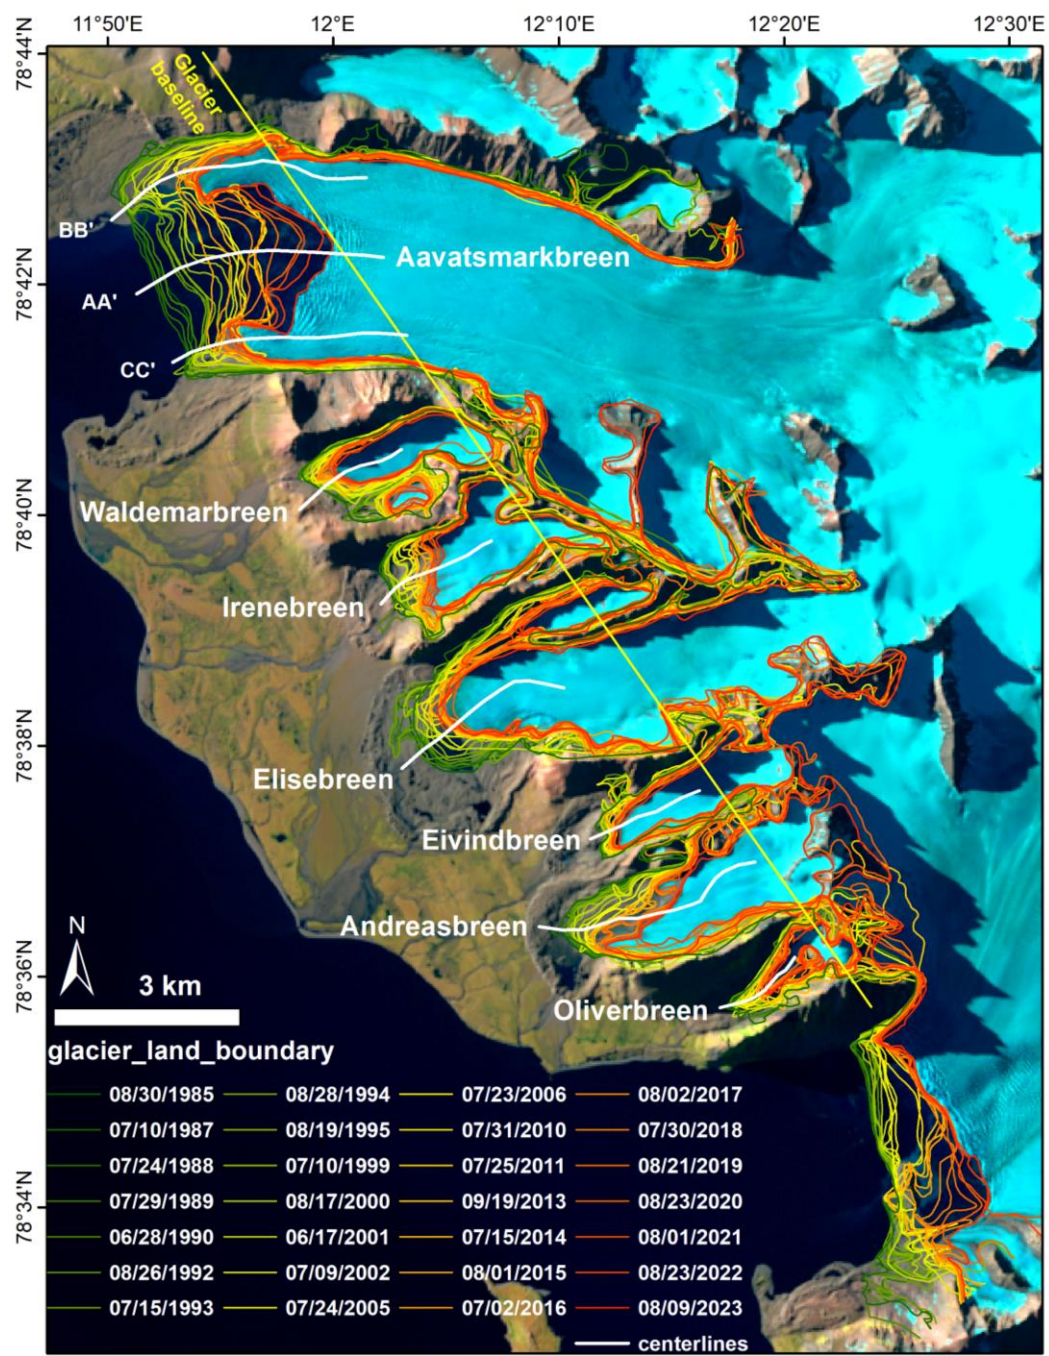 11°50'E 12°E 12°10'E 12°20'E 12°30'E
78°44'N
Glacier
baseline
BB'
Aavatsmarkbreen
78°42'N
AA'
CC'
78°40'N
Waldemarbreen
Irenebreen
78°38'N
Elisebreen
Eivindbreen
Andreasbreen
N
78°36'N
3 km
Oliverbreen
glacier_land_boundary
08/30/1985 08/28/1994 07/23/2006 08/02/2017
07/10/1987 08/19/1995 07/31/2010 07/30/2018
07/24/1988 07/10/1999 07/25/2011 08/21/2019
07/29/1989 08/17/2000 09/19/2013 08/23/2020
78°34'N
06/28/1990 06/17/2001 07/15/2014 08/01/2021
08/26/1992 07/09/2002 08/01/2015 08/23/2022
07/15/1993 07/24/2005 07/02/2016 08/09/2023
centerlines